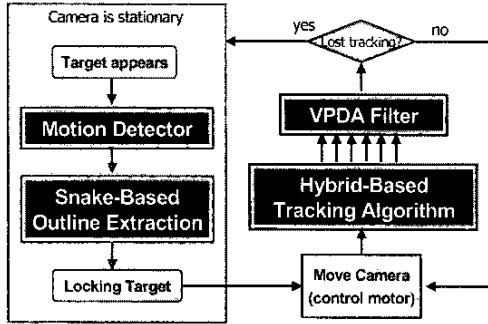 Camera is stationary
Target appears
Motion Detector
Snake-Based
Outline Extraction
Locking Target
yes
Lost tracking?
no
VPDA Filter
Hybrid-Based
Tracking Algorithm
Move Camera
(control motor)